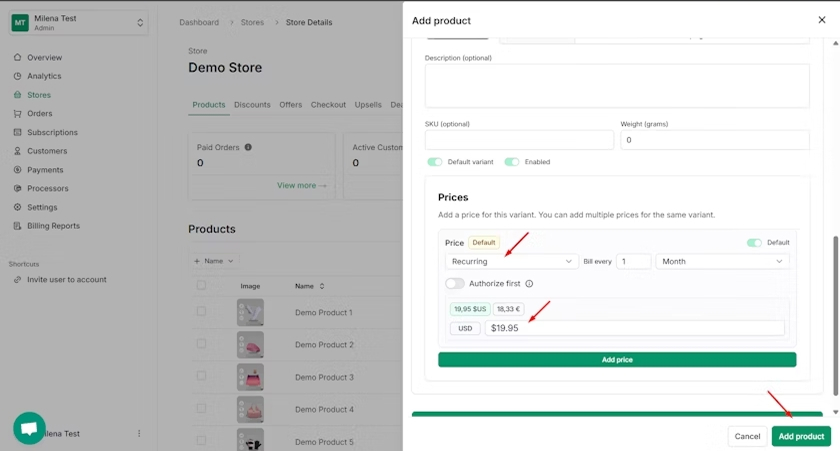 MT
Milena Test
Admin
Overview
Analytics
Stores
Orders
Subscriptions
Customers
Payments
Processors
Settings
Billing Reports
Shortcuts
Invite user to account
ilena Test
Dashboard > Stores > Store Details
Store
Demo Store
Products Discounts Offers Checkout Upsells
Paid Orders
0
View more →
Active Custom
0
Products
+ Name
Image Name
Demo Product 1
Demo Product 2
Demo Product 3
Demo Product 4
Demo Product 5
Add product
Description (optional)
SKU (optional) Weight (grams)
0
Default variant Enabled
Prices
Add a price for this variant. You can add multiple prices for the same variant.
Price Default Default
Recurring Bill every 1 Month
Authorize first
19,95 $US 18,33 €
USD $19.95
Add price
Cancel Add product